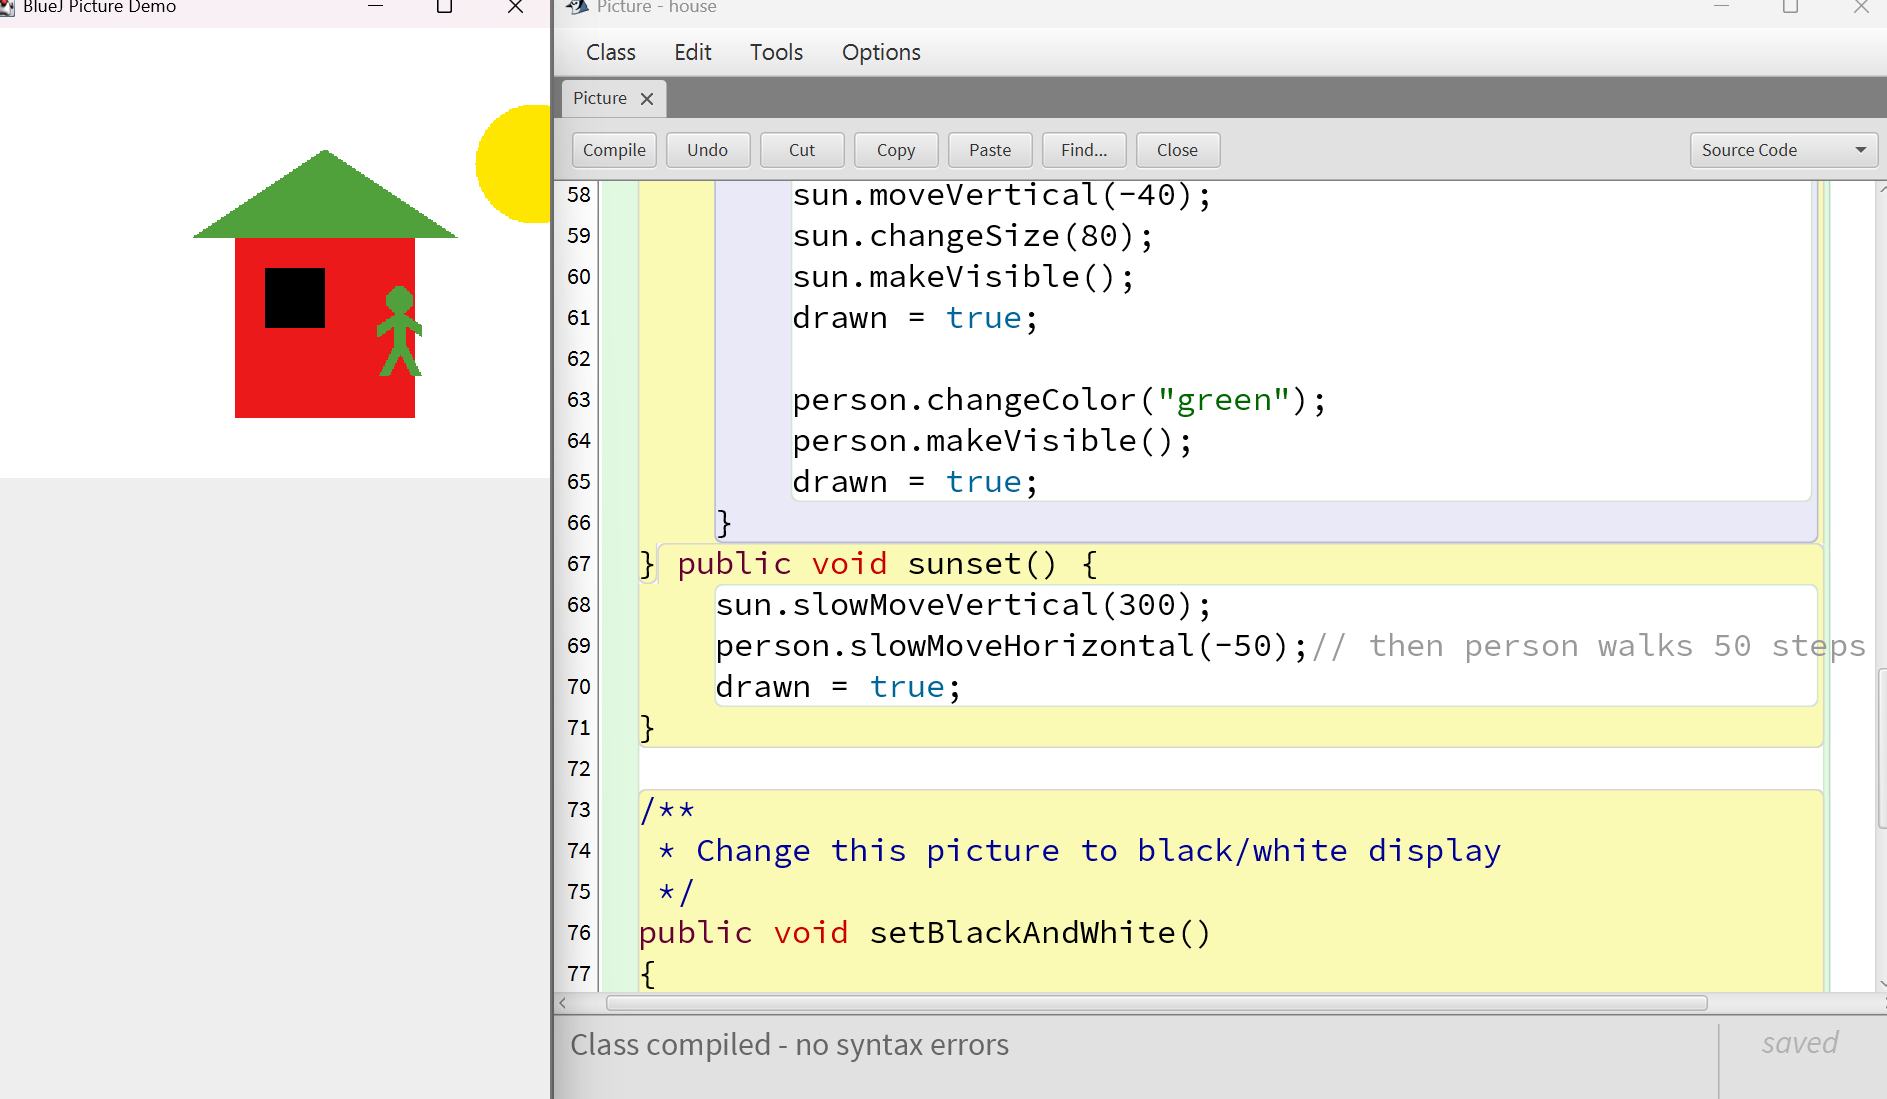 BlueJ Picture Demo
Picture - house
Class Edit Tools Options
Picture
Compile Undo Cut Copy Paste Find... Close Source Code
58 sun.moveVertical(-40);
59 sun.changeSize(80);
60 sun.makeVisible();
61 drawn = true;
62
63 person.changeColor("green");
64 person.makeVisible();
65 drawn = true;
66 }
67 } public void sunset() {
68 sun.slowMoveVertical(300);
69 person.slowMoveHorizontal(-50);// then person walks 50 steps
70 drawn = true;
71 }
72
73 /**
74 * Change this picture to black/white display
75 */
76 public void setBlackAndWhite()
77 {
Class compiled - no syntax errors
saved